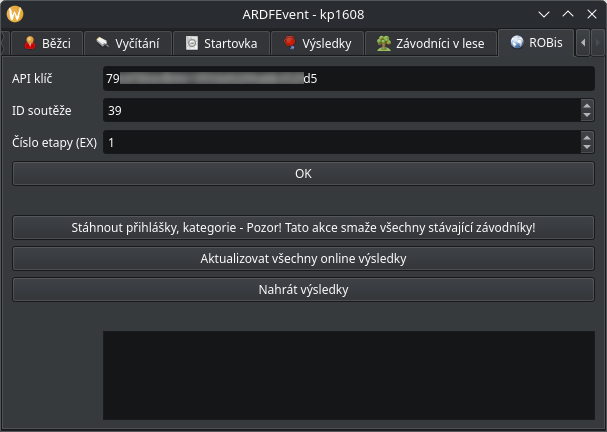 ARDFEvent - kp1608
Běžci Vyčítání Startovka Výsledky Závodníci v lese ROBis
API klíč 79 d5
ID soutěže 39
Číslo etapy (EX) 1
OK
Stáhnout přihlášky, kategorie - Pozor! Tato akce smaže všechny stávající závodníky!
Aktualizovat všechny online výsledky
Nahrát výsledky